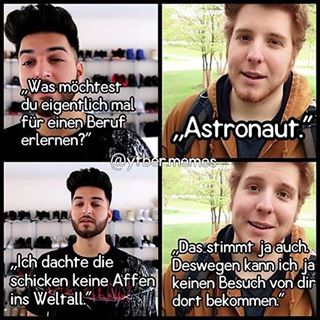 „Was möchtest
du eigentlich mal
für einen Beruf
erlernen?"
„Astronaut."
@ytber.memes
„Ich dachte die
schicken keine Affen
ins Weltall."
„Das stimmt ja auch.
Deswegen kann ich ja
keinen Besuch von dir
dort bekommen."